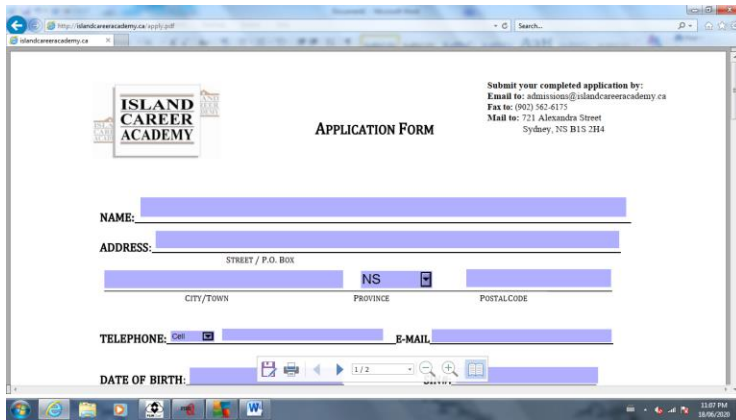 http://islandcareeracademy.ca/apply.pdf
Search...
islandcareeracademy.ca
ISLAND
CAREER
ACADEMY
APPLICATION FORM
Submit your completed application by:
Email to: admissions@islandcareeracademy.ca
Fax to: (902) 562-6175
Mail to: 721 Alexandra Street
Sydney, NS B1S 2H4
NAME:
ADDRESS:
STREET / P.O. BOX
NS
CITY/TOWN PROVINCE POSTALCODE
TELEPHONE: Cell E-MAIL
DATE OF BIRTH:
1 / 2
11:07 PM
18/06/2020